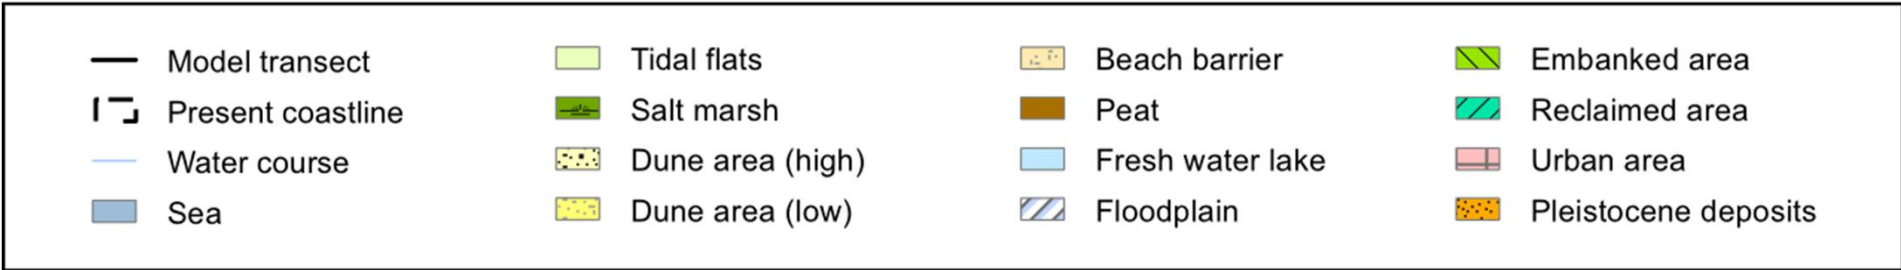 Model transect
Present coastline
Water course
Sea
Tidal flats
Salt marsh
Dune area (high)
Dune area (low)
Beach barrier
Peat
Fresh water lake
Floodplain
Embanked area
Reclaimed area
Urban area
Pleistocene deposits